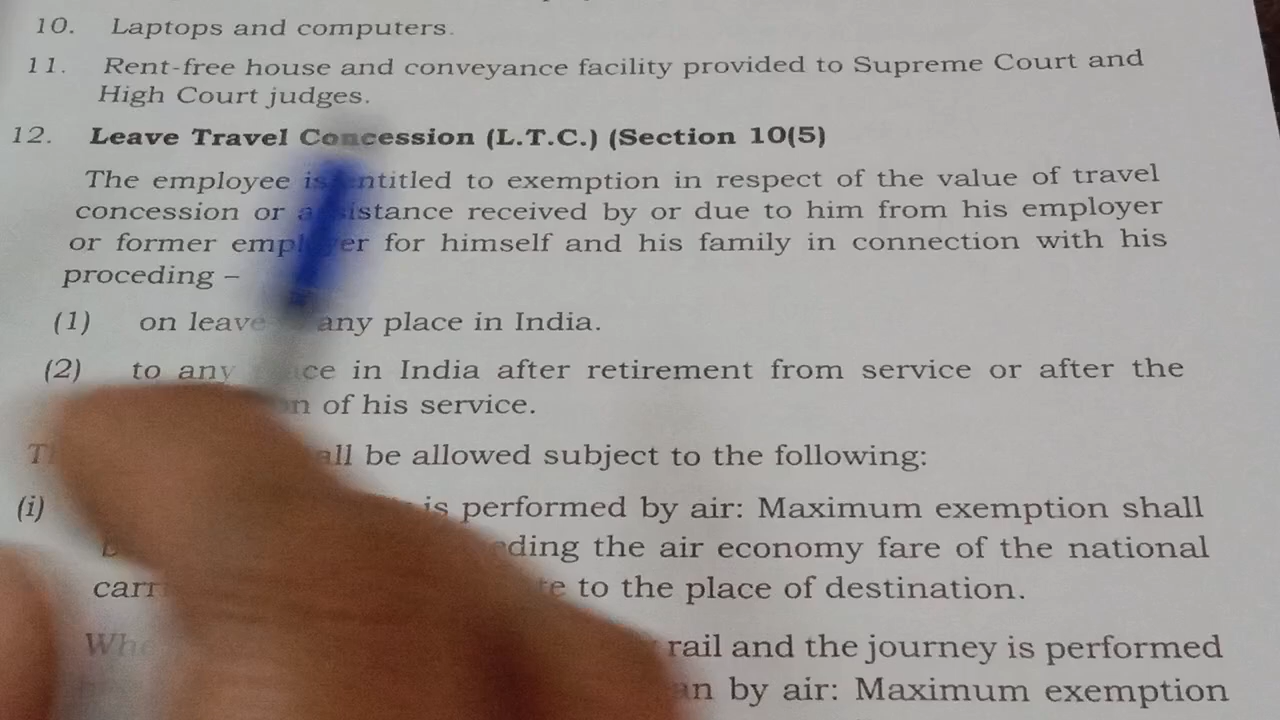 10. Laptops and computers.
11. Rent-free house and conveyance facility provided to Supreme Court and
High Court judges.
12. Leave Travel Concession (L.T.C.) (Section 10(5)
The employee is entitled to exemption in respect of the value of travel
concession or assistance received by or due to him from his employer
or former employer for himself and his family in connection with his
proceding –
(1) on leave any place in India.
(2) to any in India after retirement from service or after the
of his service.
be allowed subject to the following:
(i) is performed by air: Maximum exemption shall
the air economy fare of the national
to the place of destination.
rail and the journey is performed
by air: Maximum exemption